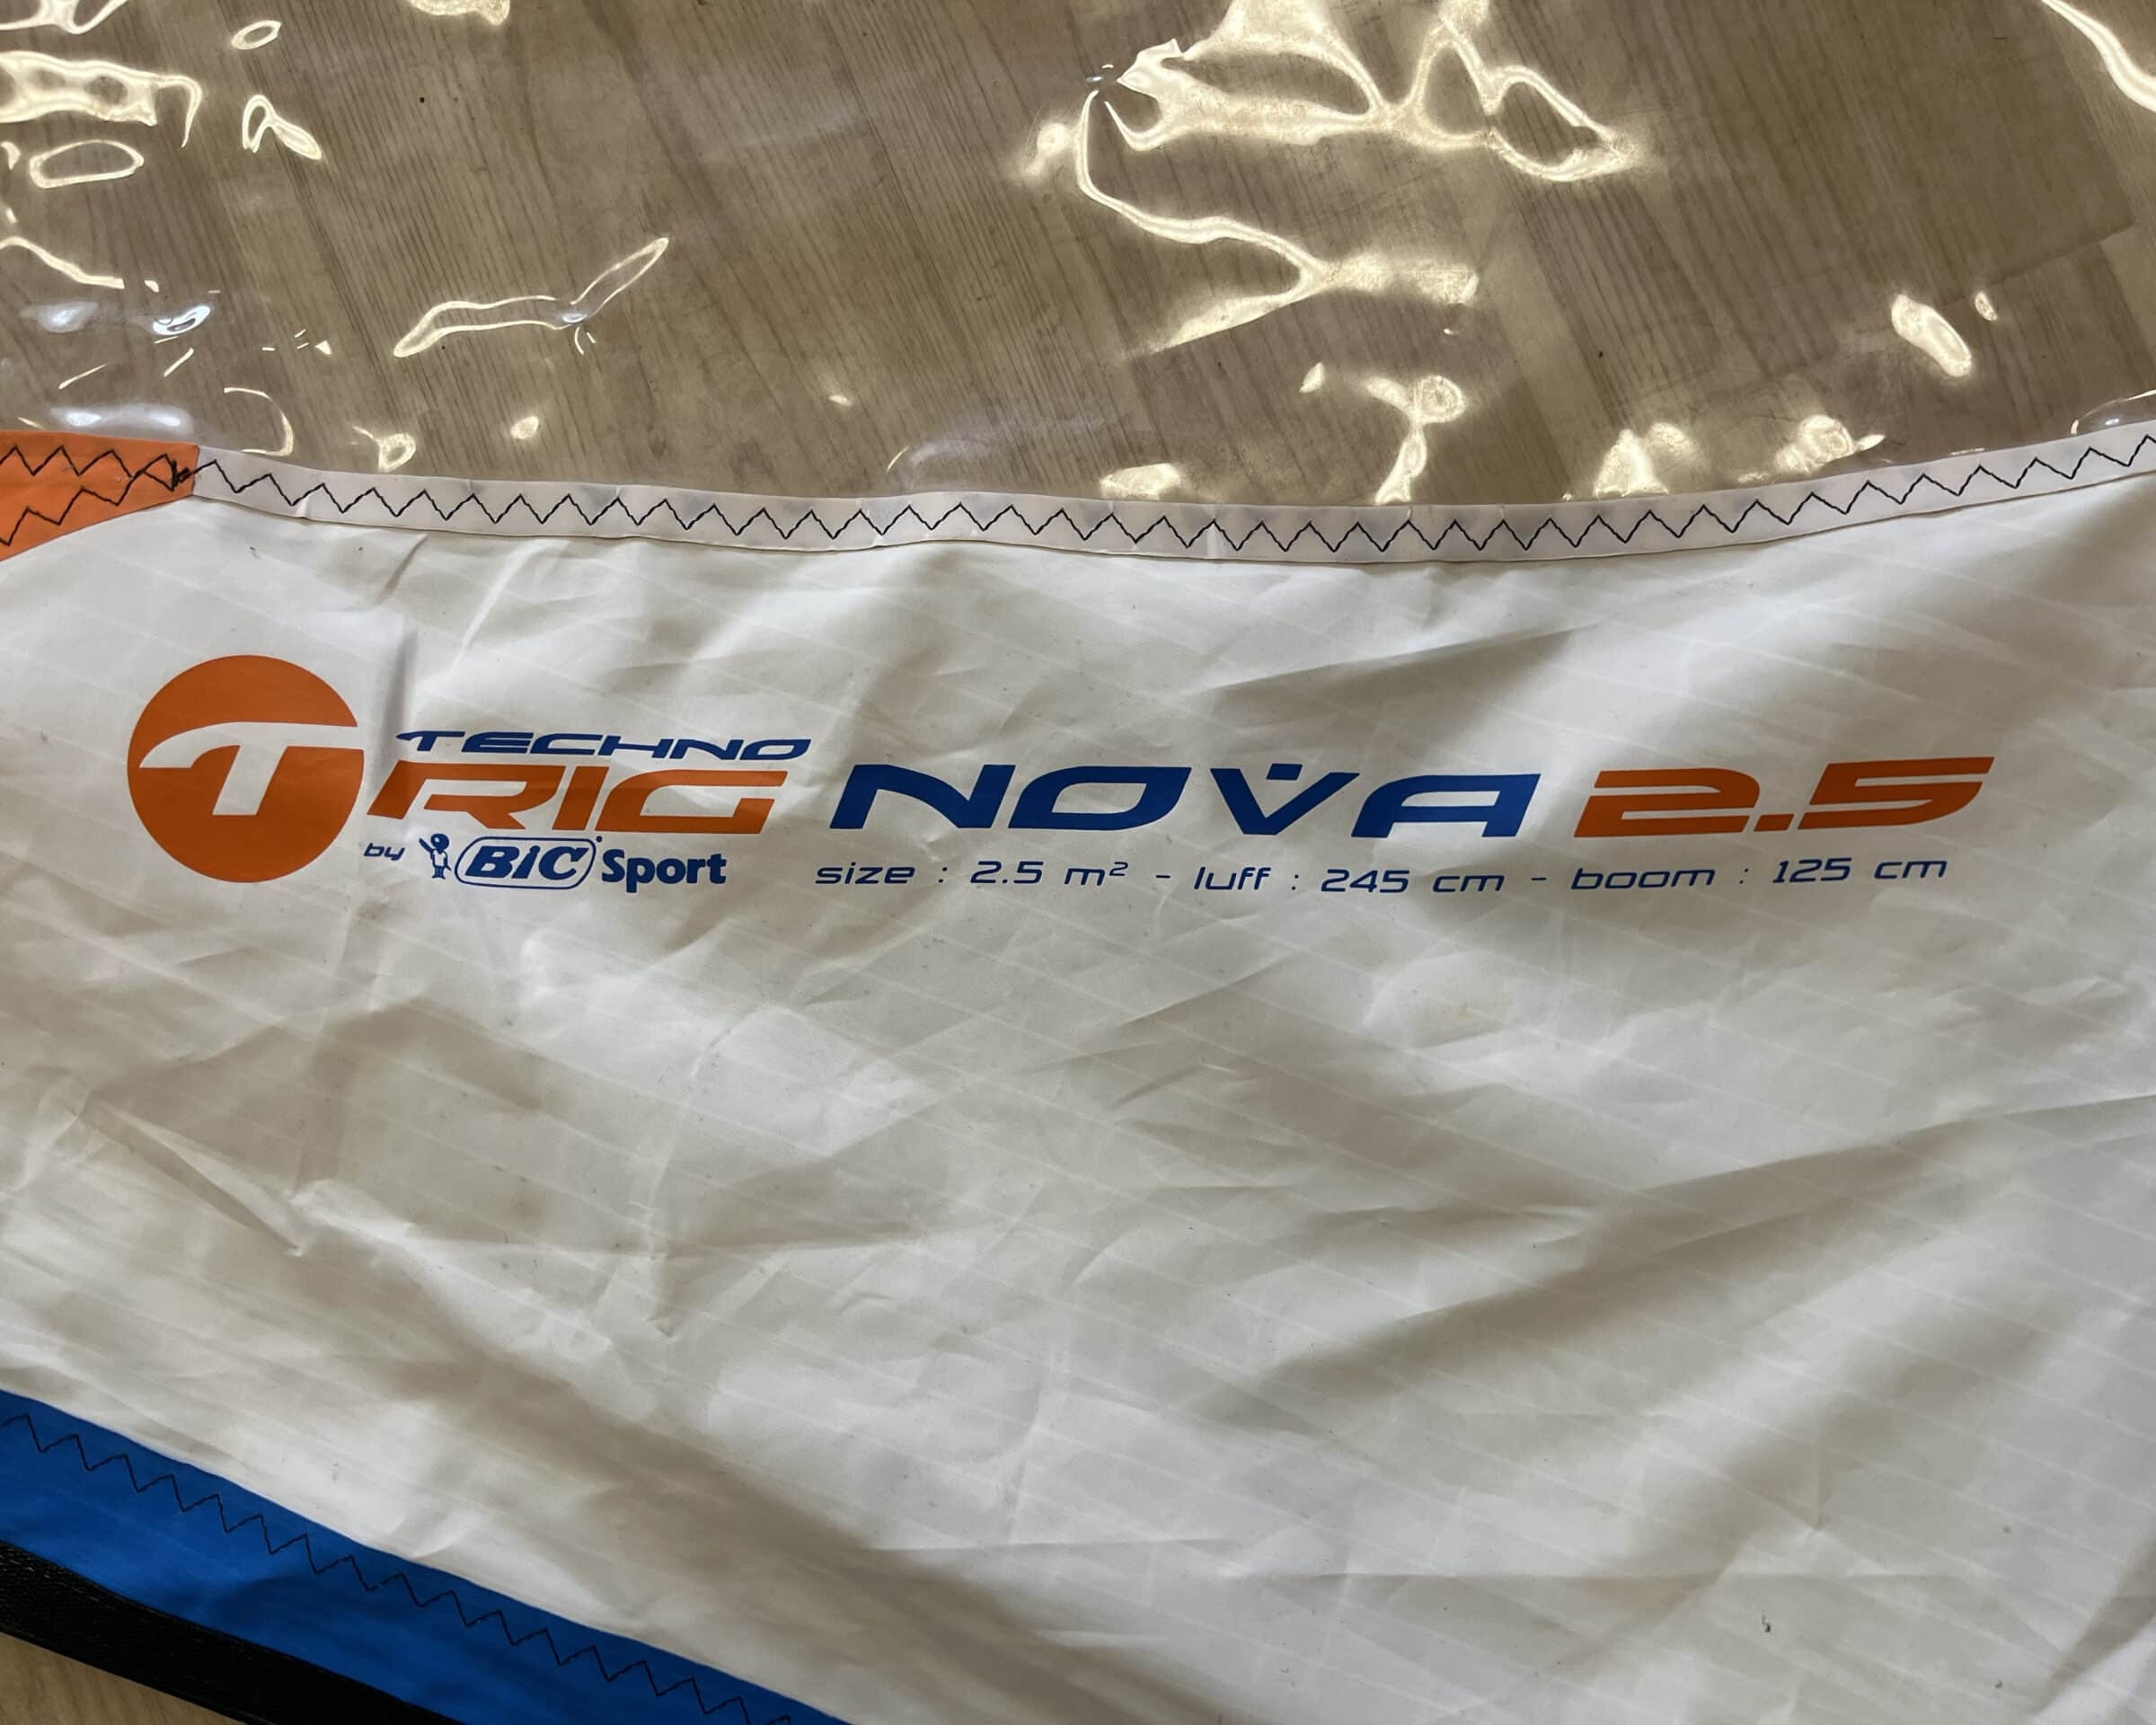 TECHNO
RIG NOVA 2.5
by BIC Sport
size : 2.5 m² - luff : 245 cm - boom : 125 cm